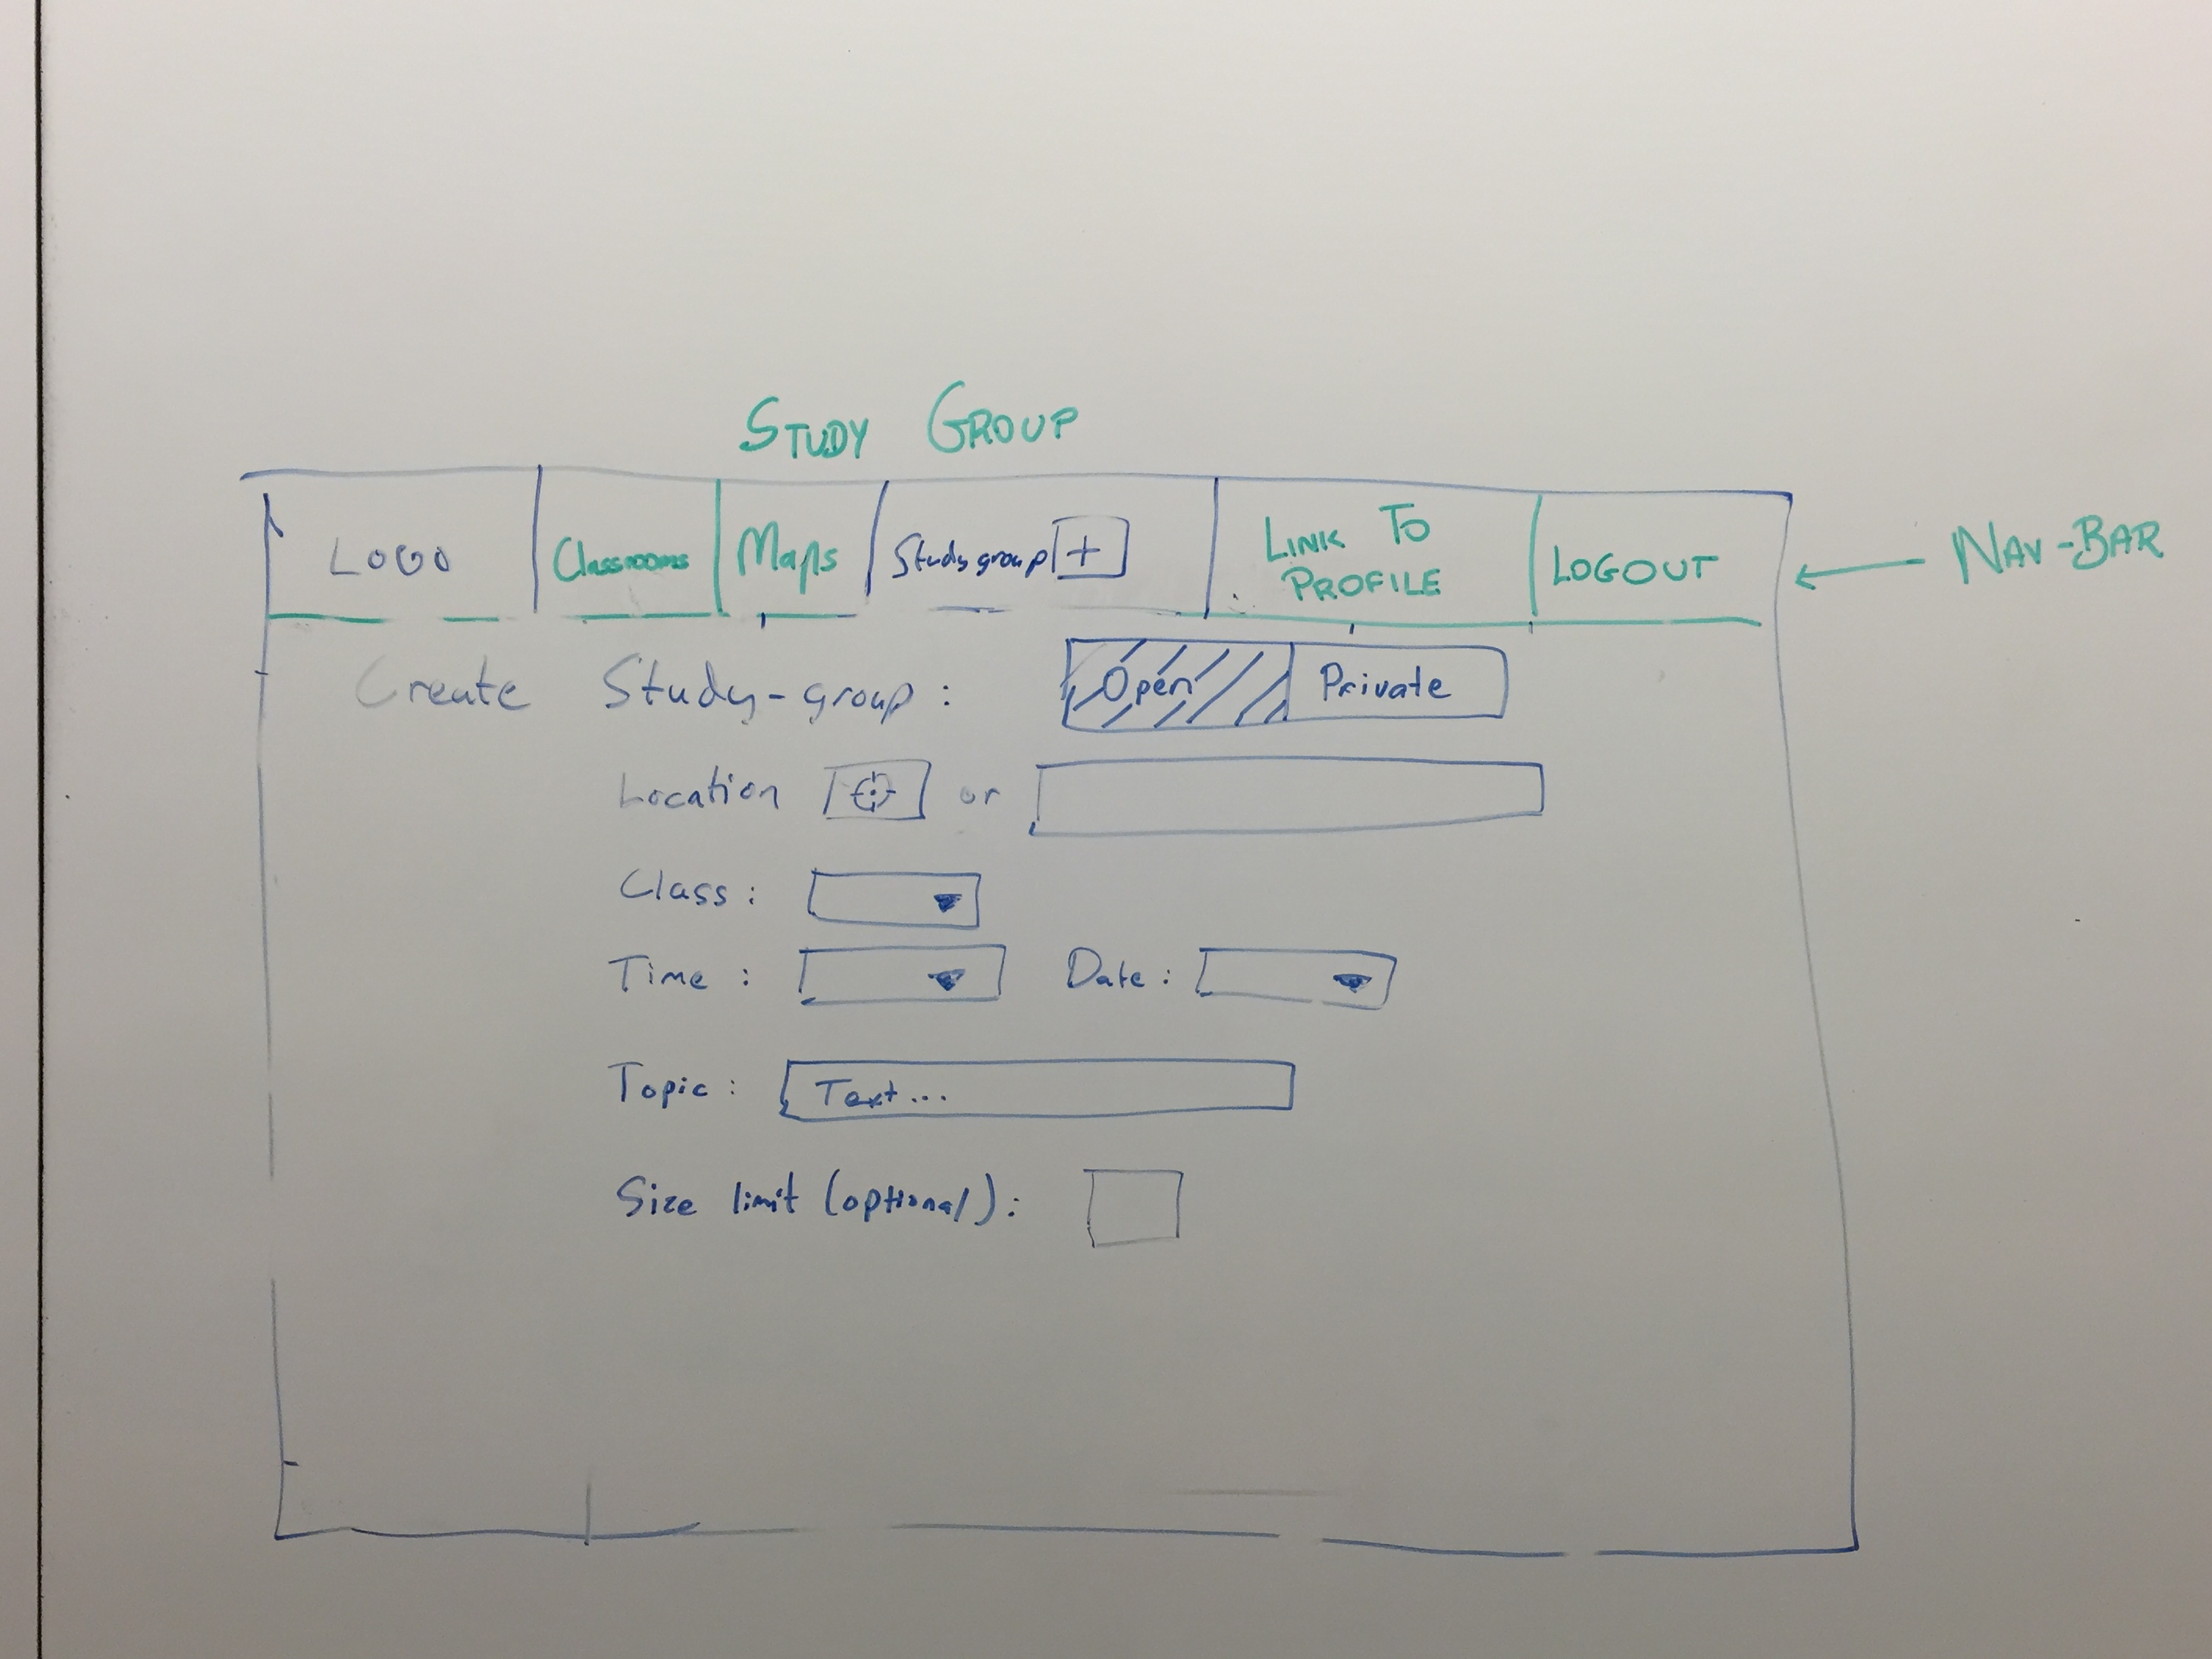 STUDY GROUP
LOGO Classrooms Maps Study group + LINK TO PROFILE LOGOUT NAV-BAR
Create Study-group: Open Private
Location or
Class:
Time: Date:
Topic: Text...
Size limit (optional):